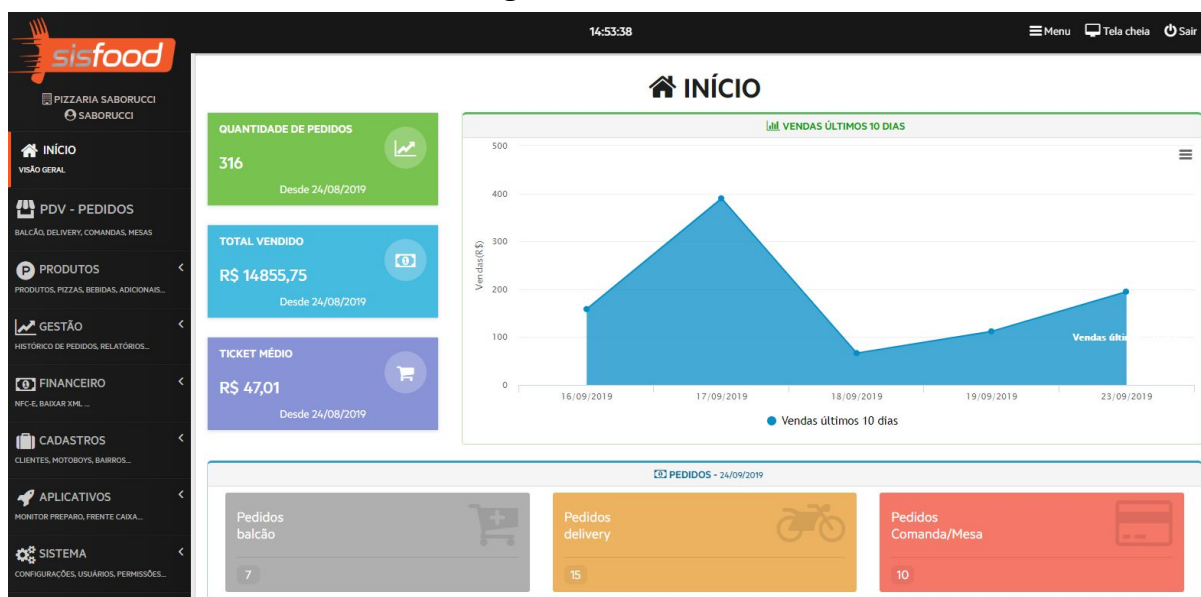 sisfood
PIZZARIA SABORUCCI
SABORUCCI
INÍCIO
VISÃO GERAL
PDV - PEDIDOS
BALCÃO, DELIVERY, COMANDAS, MESAS
PRODUTOS
PRODUTOS, PIZZAS, BEBIDAS, ADICIONAIS...
GESTÃO
HISTÓRICO DE PEDIDOS, RELATÓRIOS...
FINANCEIRO
NFC-E, BAIXAR XML ...
CADASTROS
CLIENTES, MOTOBOYS, BAIRROS...
APLICATIVOS
MONITOR PREPARO, FRENTE CAIXA...
SISTEMA
CONFIGURAÇÕES, USUÁRIOS, PERMISSÕES...
14:53:38
Menu Tela cheia Sair
INÍCIO
QUANTIDADE DE PEDIDOS
316
Desde 24/08/2019
TOTAL VENDIDO
R$ 14855,75
Desde 24/08/2019
TICKET MÉDIO
R$ 47,01
Desde 24/08/2019
VENDAS ÚLTIMOS 10 DIAS
500
400
300
200
100
0
Vendas(R$)
Vendas últi
16/09/2019 17/09/2019 18/09/2019 19/09/2019 23/09/2019
Vendas últimos 10 dias
PEDIDOS - 24/09/2019
Pedidos
balcão
7
Pedidos
delivery
15
Pedidos
Comanda/Mesa
10